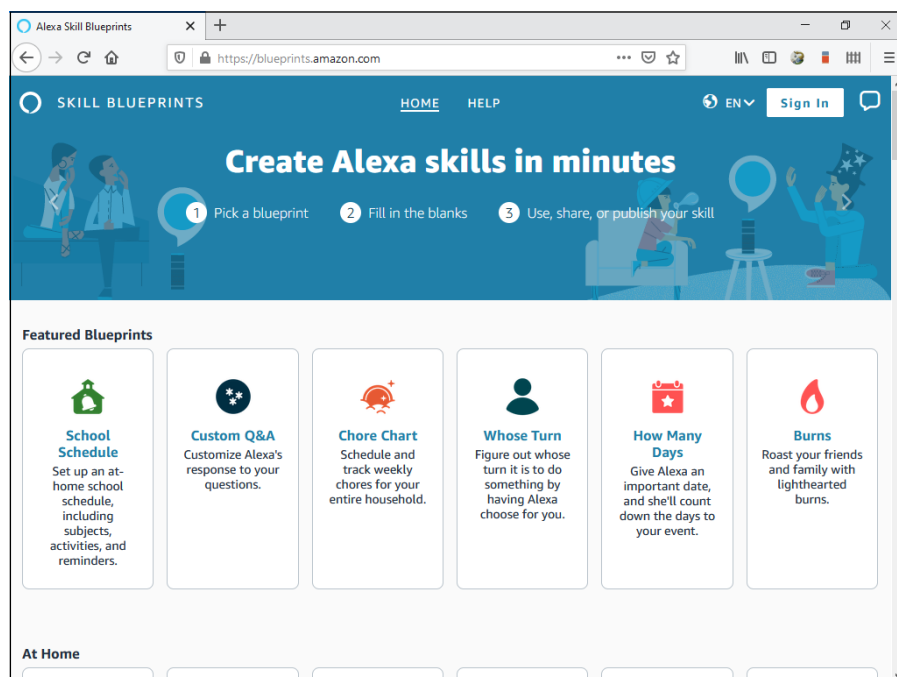 Alexa Skill Blueprints
https://blueprints.amazon.com
SKILL BLUEPRINTS
HOME
HELP
EN
Sign In
Create Alexa skills in minutes
1 Pick a blueprint
2 Fill in the blanks
3 Use, share, or publish your skill
Featured Blueprints
School
Schedule
Set up an at-
home school
schedule,
including
subjects,
activities, and
reminders.
Custom Q&A
Customize Alexa's
response to your
questions.
Chore Chart
Schedule and
track weekly
chores for your
entire household.
Whose Turn
Figure out whose
turn it is to do
something by
having Alexa
choose for you.
How Many
Days
Give Alexa an
important date,
and she'll count
down the days to
your event.
Burns
Roast your friends
and family with
lighthearted
burns.
At Home